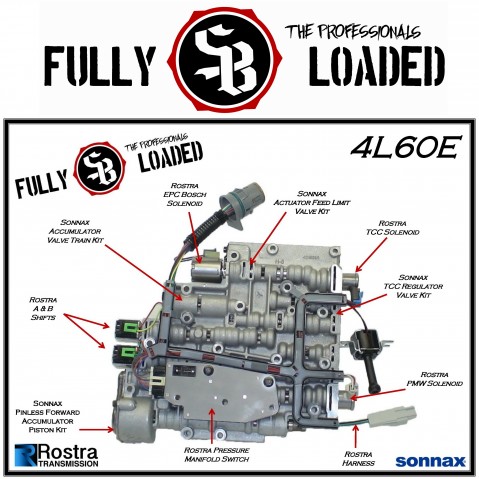 THE PROFESSIONALS
FULLY SB LOADED
THE PROFESSIONALS
FULLY SB LOADED
4L60E
Rostra
EPC Bosch
Solenoid
Sonnax
Actuator Feed Limit
Valve Kit
Sonnax
Accumulator
Valve Train Kit
Rostra
TCC Solenoid
Sonnax
TCC Regulator
Valve Kit
Rostra
A & B
Shifts
Rostra
PMW Solenoid
Sonnax
Pinless Forward
Accumulator
Piston Kit
Rostra Pressure
Manifold Switch
Rostra
Harness
R Rostra
TRANSMISSION
sonnax